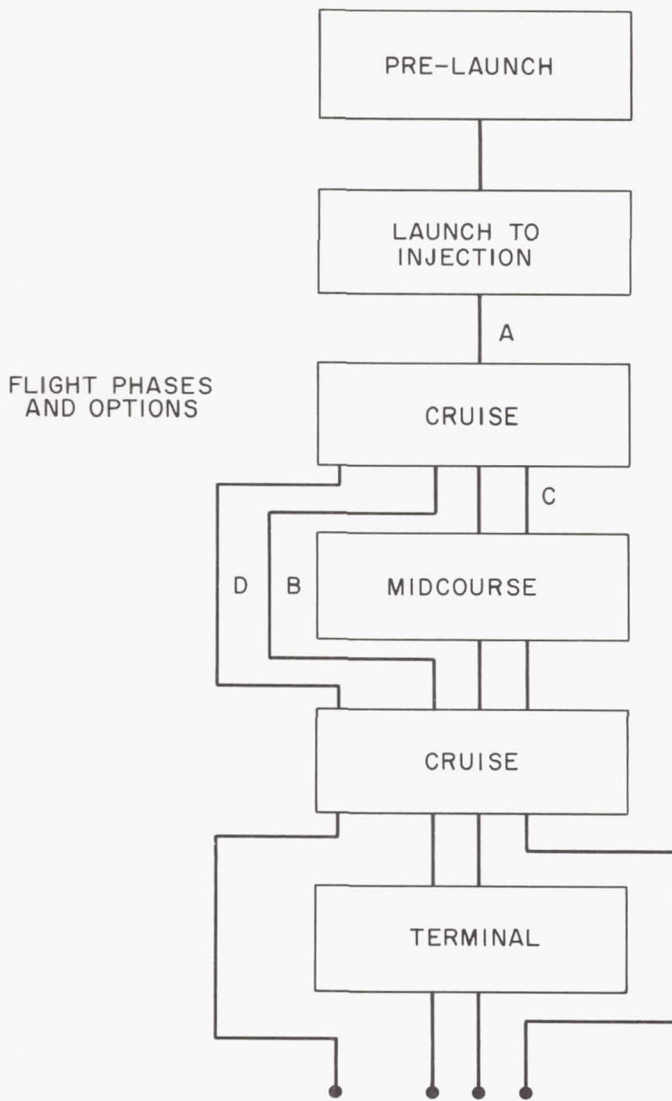 PRE-LAUNCH
LAUNCH TO
INJECTION
A
FLIGHT PHASES
AND OPTIONS
CRUISE
C
D
B
MIDCOURSE
CRUISE
TERMINAL